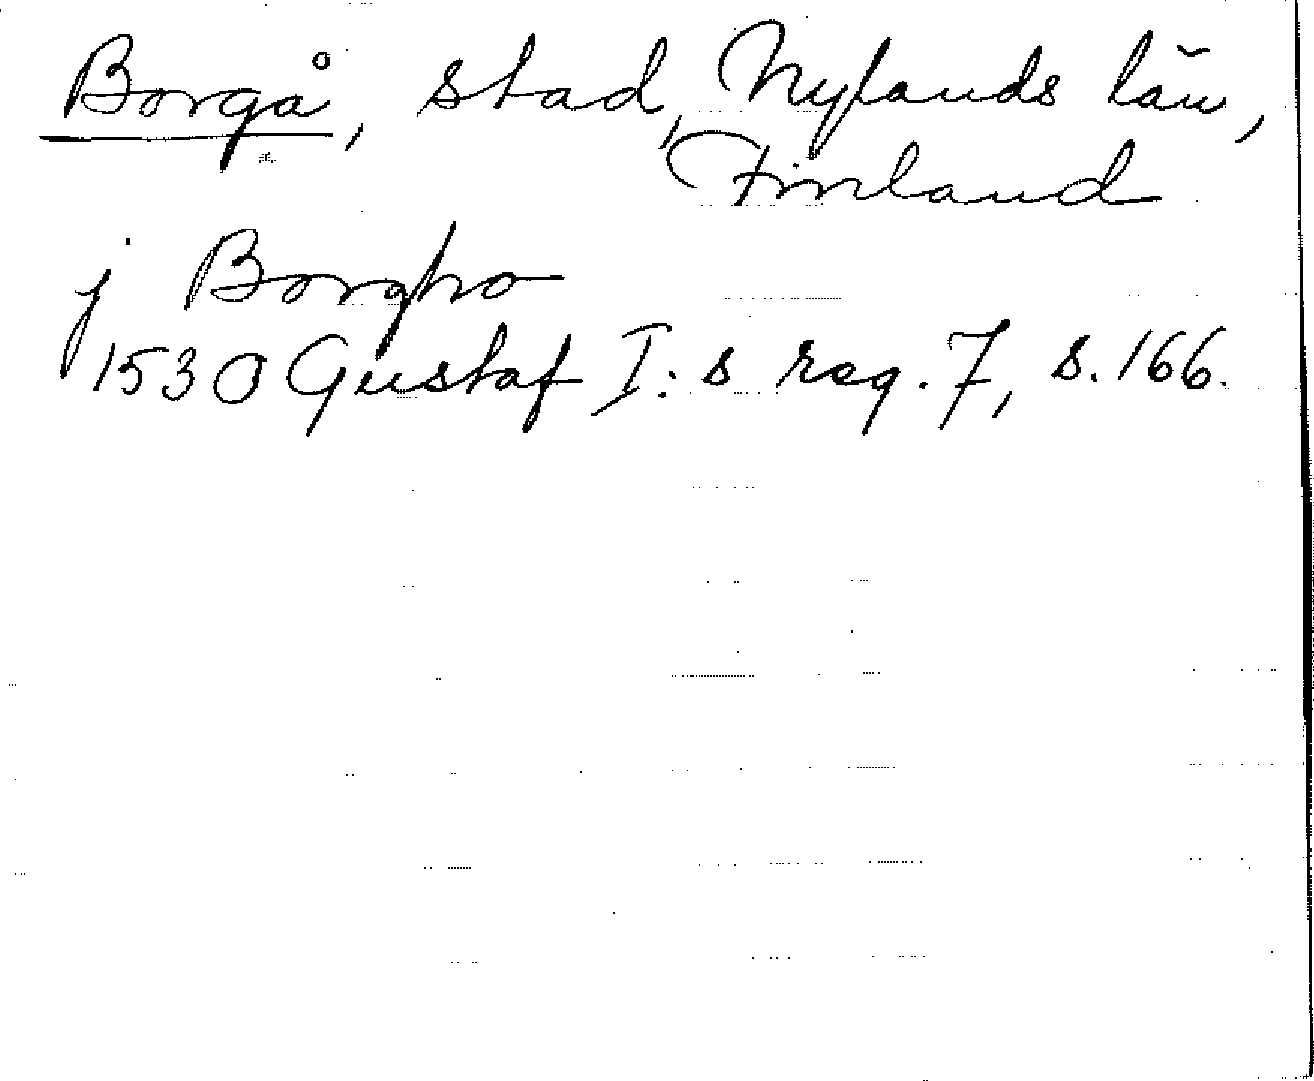 Borgå, stad, Nylands län,
Finland
j Borgho
1530 Gustaf I:s reg. 7, s. 166.